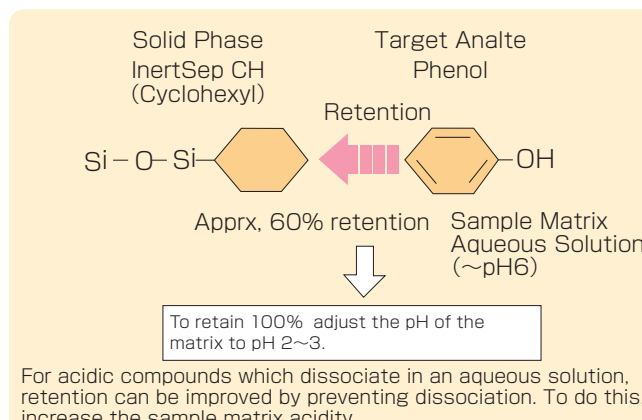 Solid Phase
InertSep CH
(Cyclohexyl)
Target Analte
Phenol
Retention
Si－O－Si
OH
Apprx, 60% retention
Sample Matrix
Aqueous Solution
(～pH6)
To retain 100% adjust the pH of the
matrix to pH 2～3.
For acidic compounds which dissociate in an aqueous solution,
retention can be improved by preventing dissociation. To do this
increase the sample matrix acidity